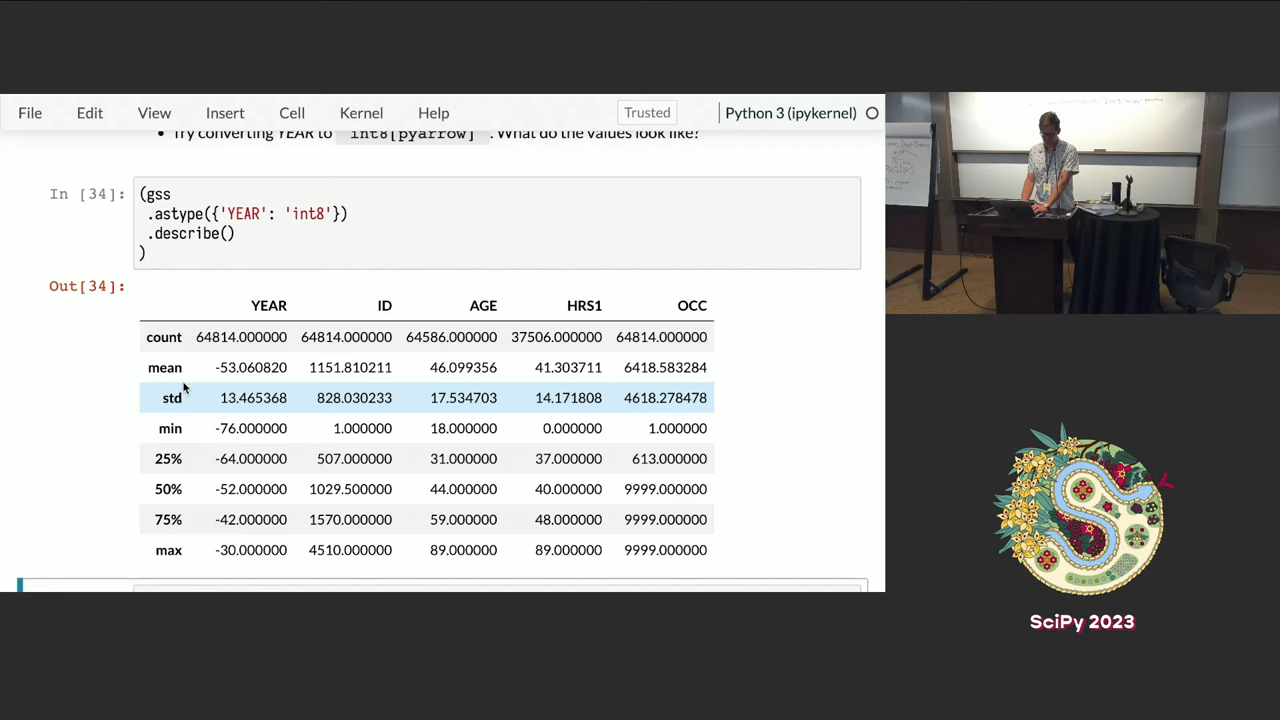 File Edit View Insert Cell Kernel Help Trusted Python 3 (ipykernel)
Try converting YEAR to int8[pyarrow] . What do the values look like?
In [34]:
(gss
.astype({'YEAR': 'int8'})
.describe()
)
Out[34]:
YEAR ID AGE HRS1 OCC
count 64814.000000 64814.000000 64586.000000 37506.000000 64814.000000
mean -53.060820 1151.810211 46.099356 41.303711 6418.583284
std 13.465368 828.030233 17.534703 14.171808 4618.278478
min -76.000000 1.000000 18.000000 0.000000 1.000000
25% -64.000000 507.000000 31.000000 37.000000 613.000000
50% -52.000000 1029.500000 44.000000 40.000000 9999.000000
75% -42.000000 1570.000000 59.000000 48.000000 9999.000000
max -30.000000 4510.000000 89.000000 89.000000 9999.000000
SciPy 2023